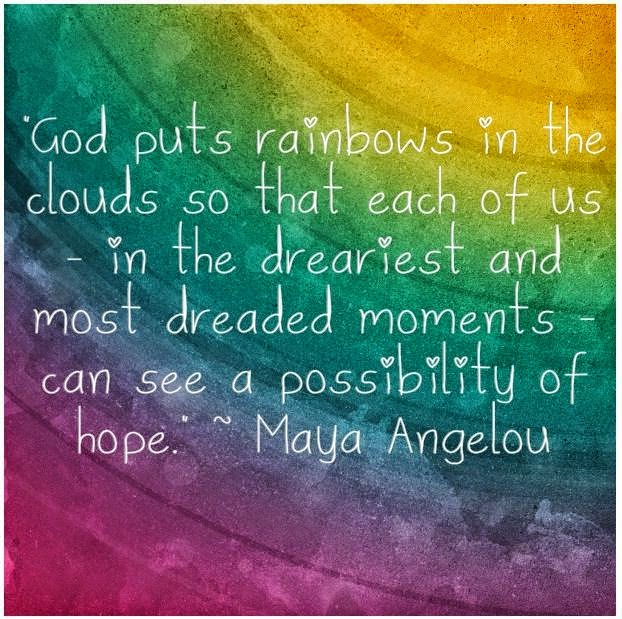 "God puts rainbows in the
clouds so that each of us
- in the dreariest and
most dreaded moments -
can see a possibility of
hope." ~ Maya Angelou